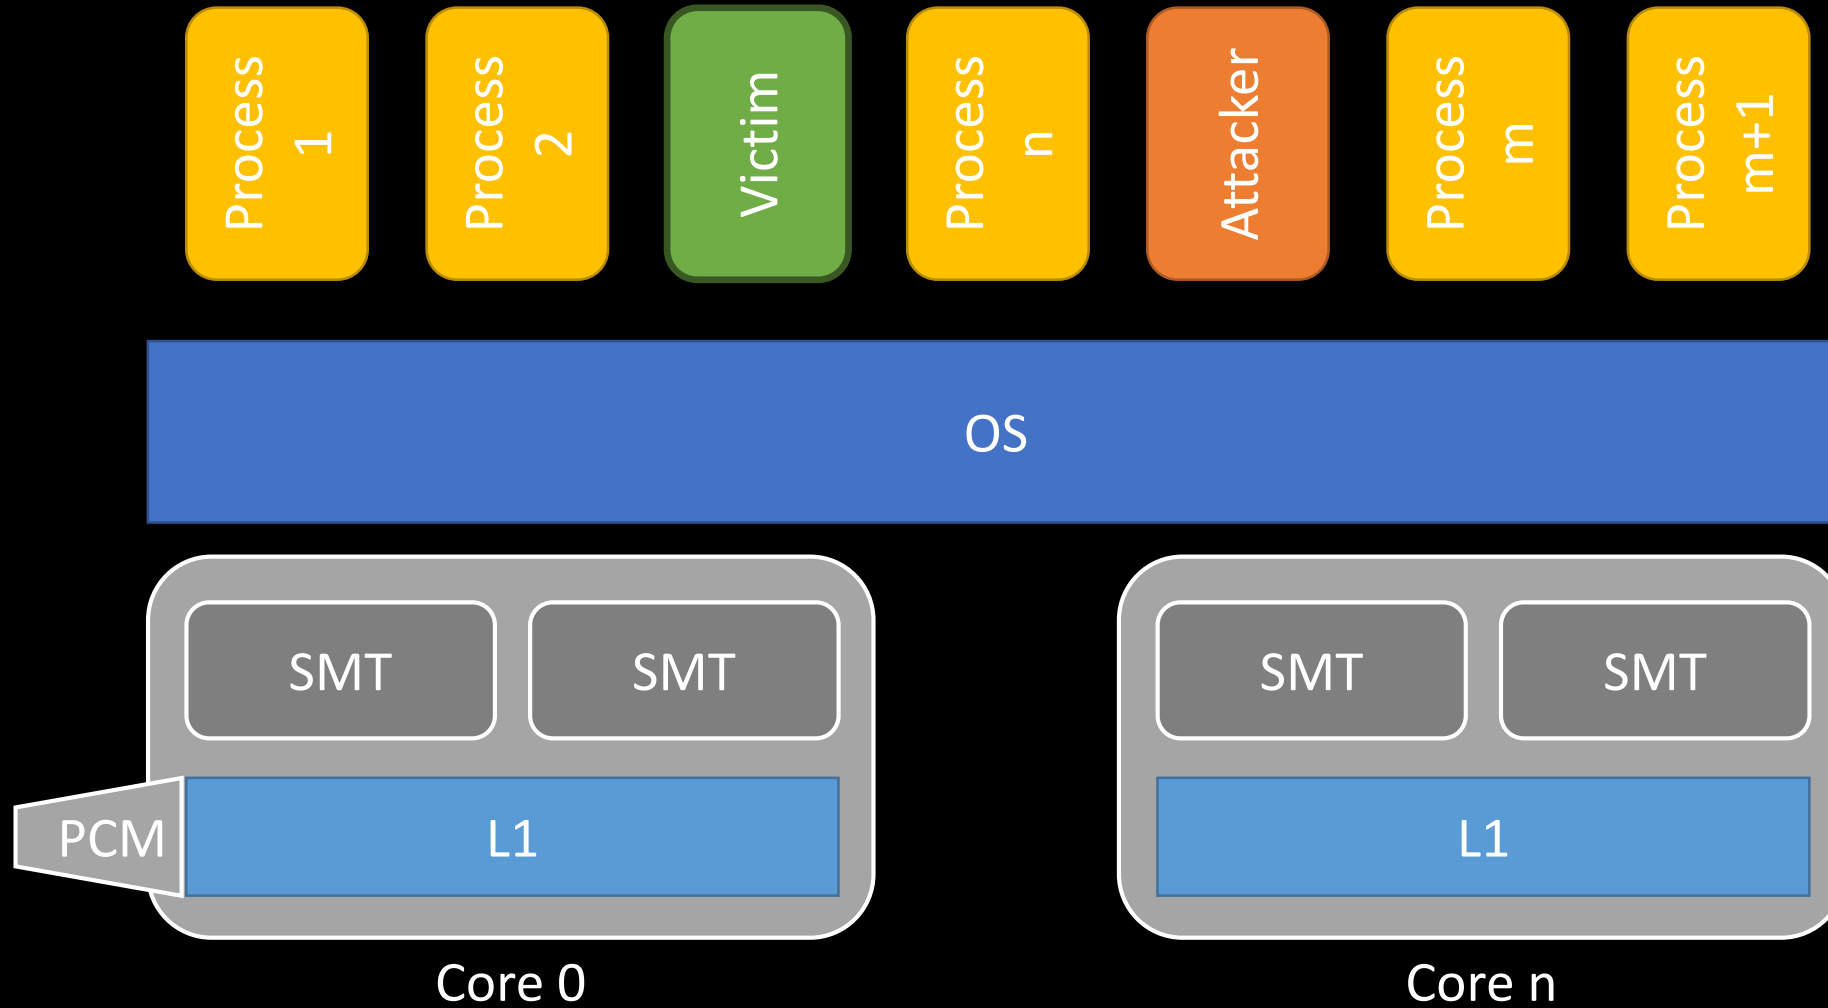 Process
1
Process
2
Victim
Process
n
Attacker
Process
m
Process
m+1
OS
SMT
SMT
SMT
SMT
PCM
L1
L1
Core 0
Core n